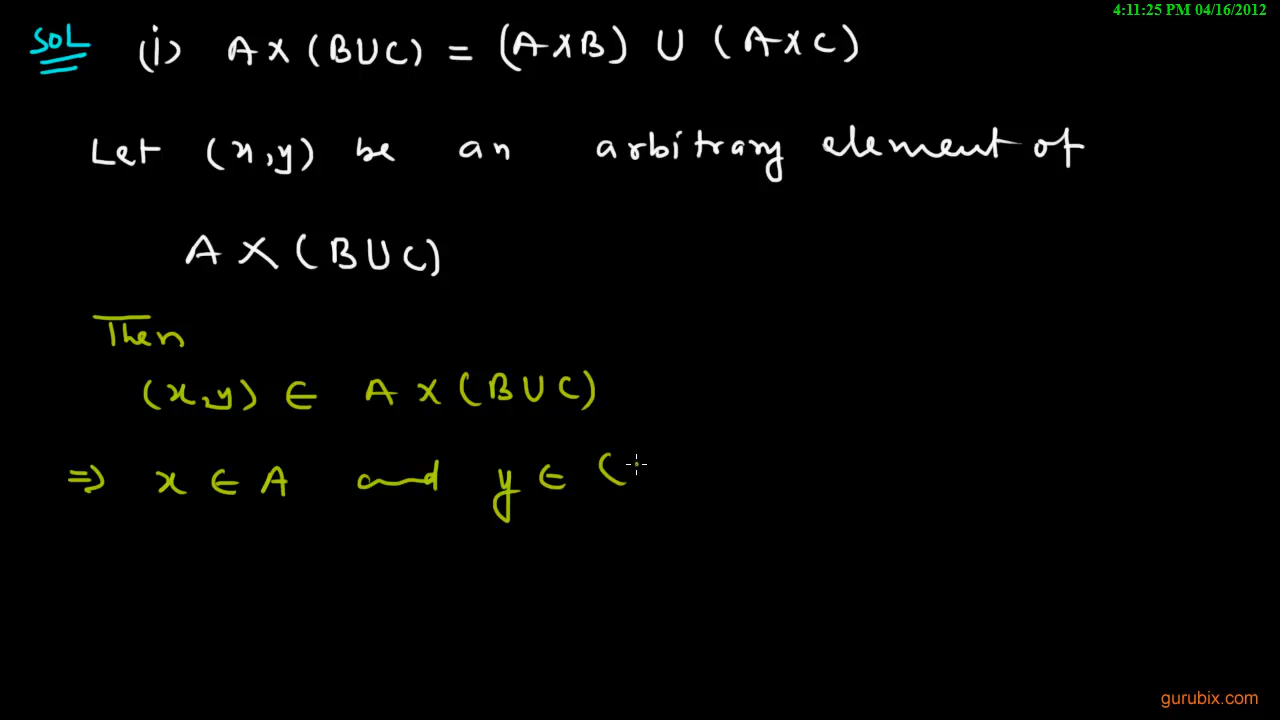 4:11:25 PM 04/16/2012
SOL (i) A X (B U C) = (A X B) U (A X C)
Let (x,y) be an arbitrary element of
A X (B U C)
Then
(x,y) ∈ A X (B U C)
⇒ x ∈ A and y ∈ (
gurubix.com